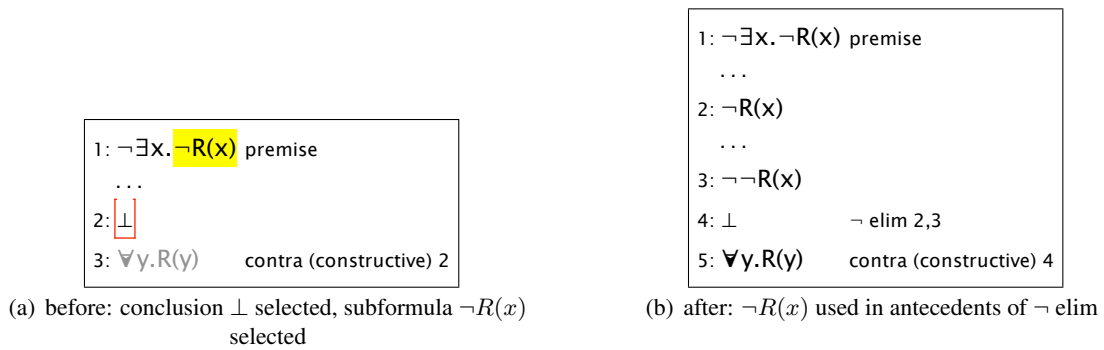 1: ¬∃x.¬R(x) premise
...
2: ⊥
3: ∀y.R(y) contra (constructive) 2
(a) before: conclusion ⊥ selected, subformula ¬R(x)
selected
1: ¬∃x.¬R(x) premise
...
2: ¬R(x)
...
3: ¬¬R(x)
4: ⊥ ¬ elim 2,3
5: ∀y.R(y) contra (constructive) 4
(b) after: ¬R(x) used in antecedents of ¬ elim